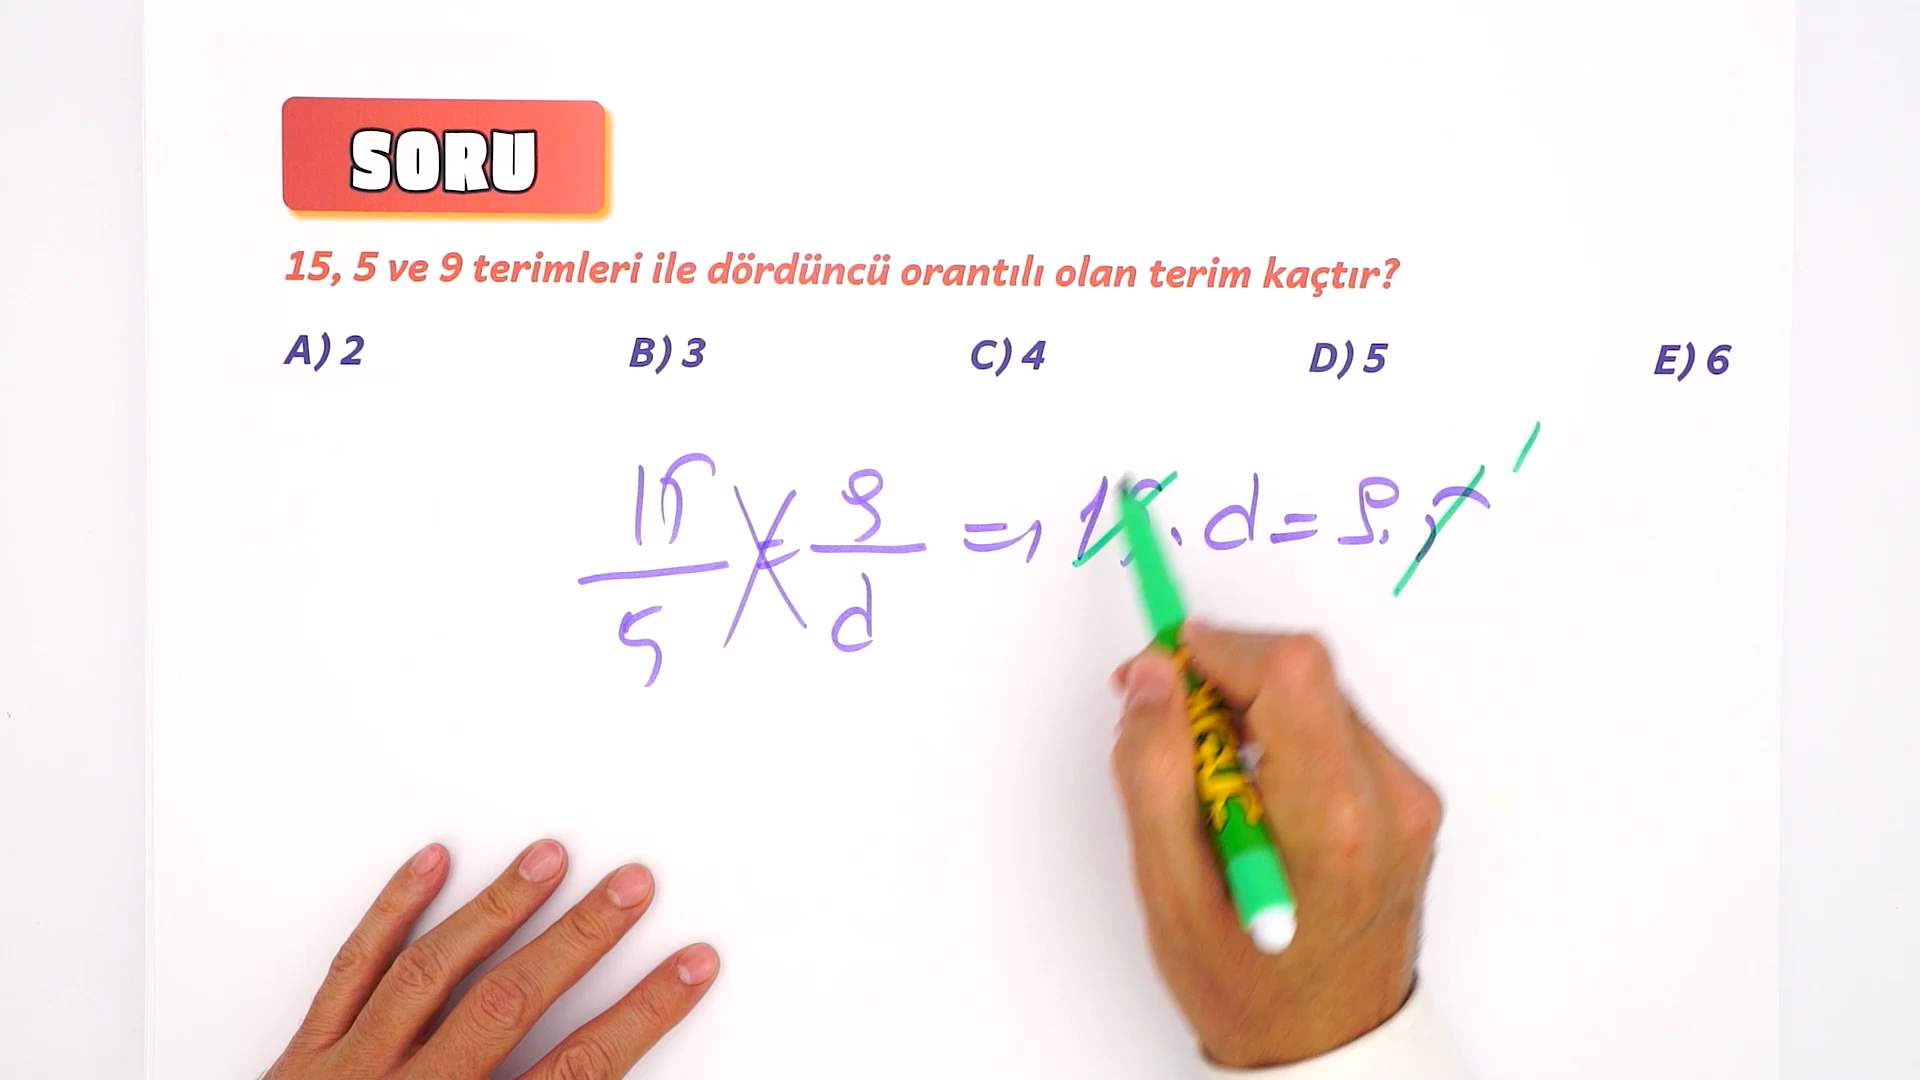 SORU
15, 5 ve 9 terimleri ile dördüncü orantılı olan terim kaçtır?
A) 2 B) 3 C) 4 D) 5 E) 6
15/5 = 9/d => 15. d = 9. 5 1